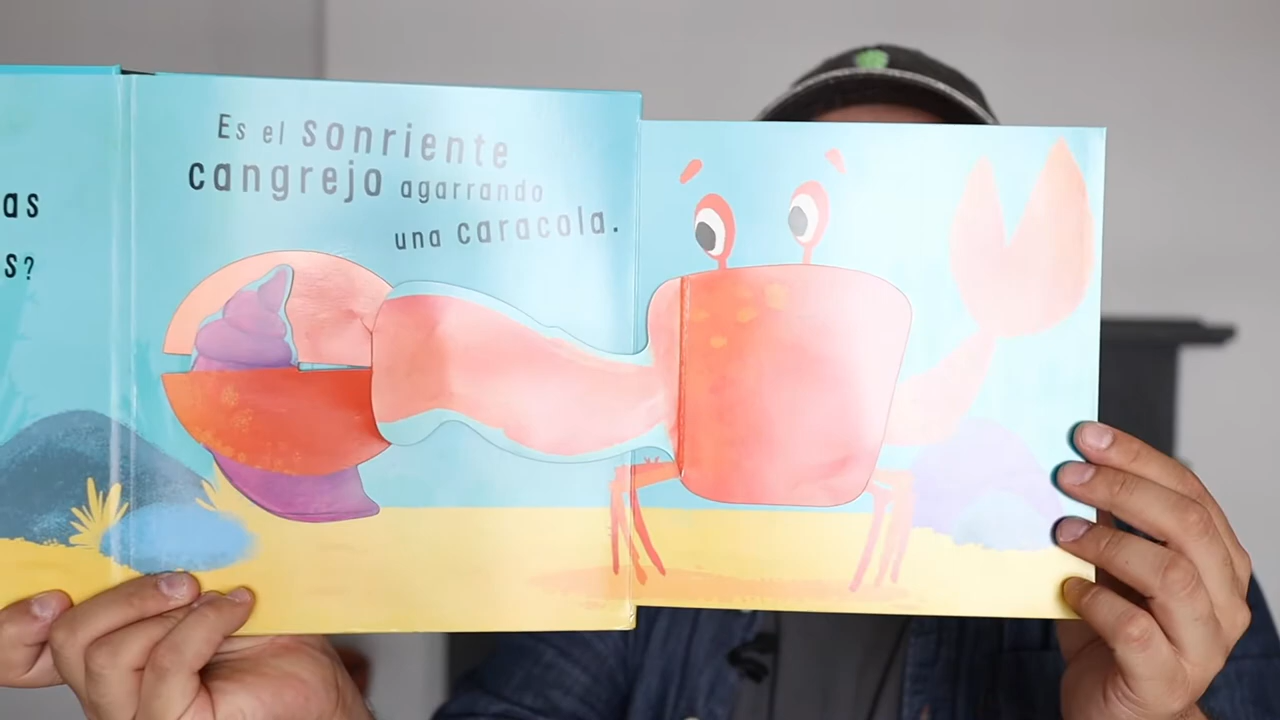 as
s?
Es el sonriente
cangrejo agarrando
una caracola.